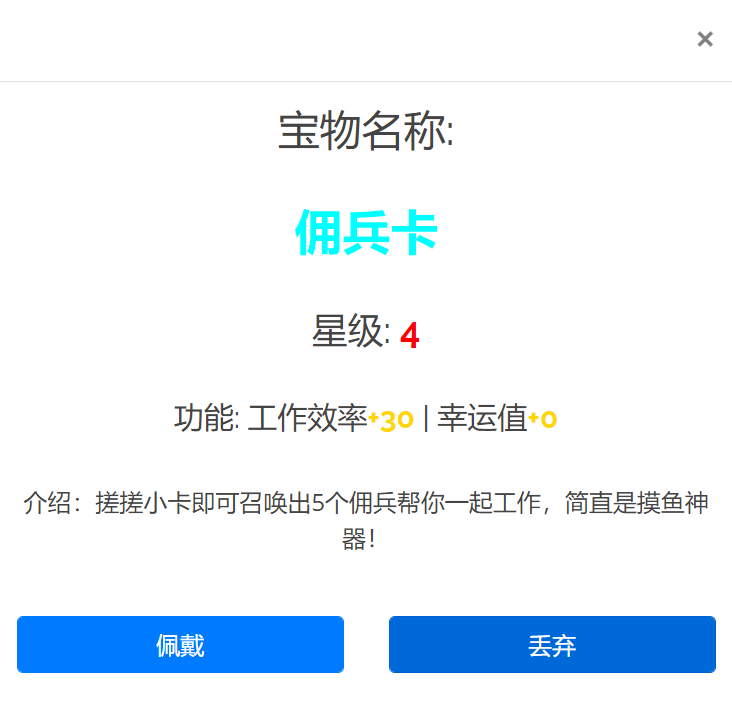 ×
宝物名称:
佣兵卡
星级: 4
功能: 工作效率+30 | 幸运值+0
介绍：搓搓小卡即可召唤出5个佣兵帮你一起工作，简直是摸鱼神
器！
佩戴 丢弃